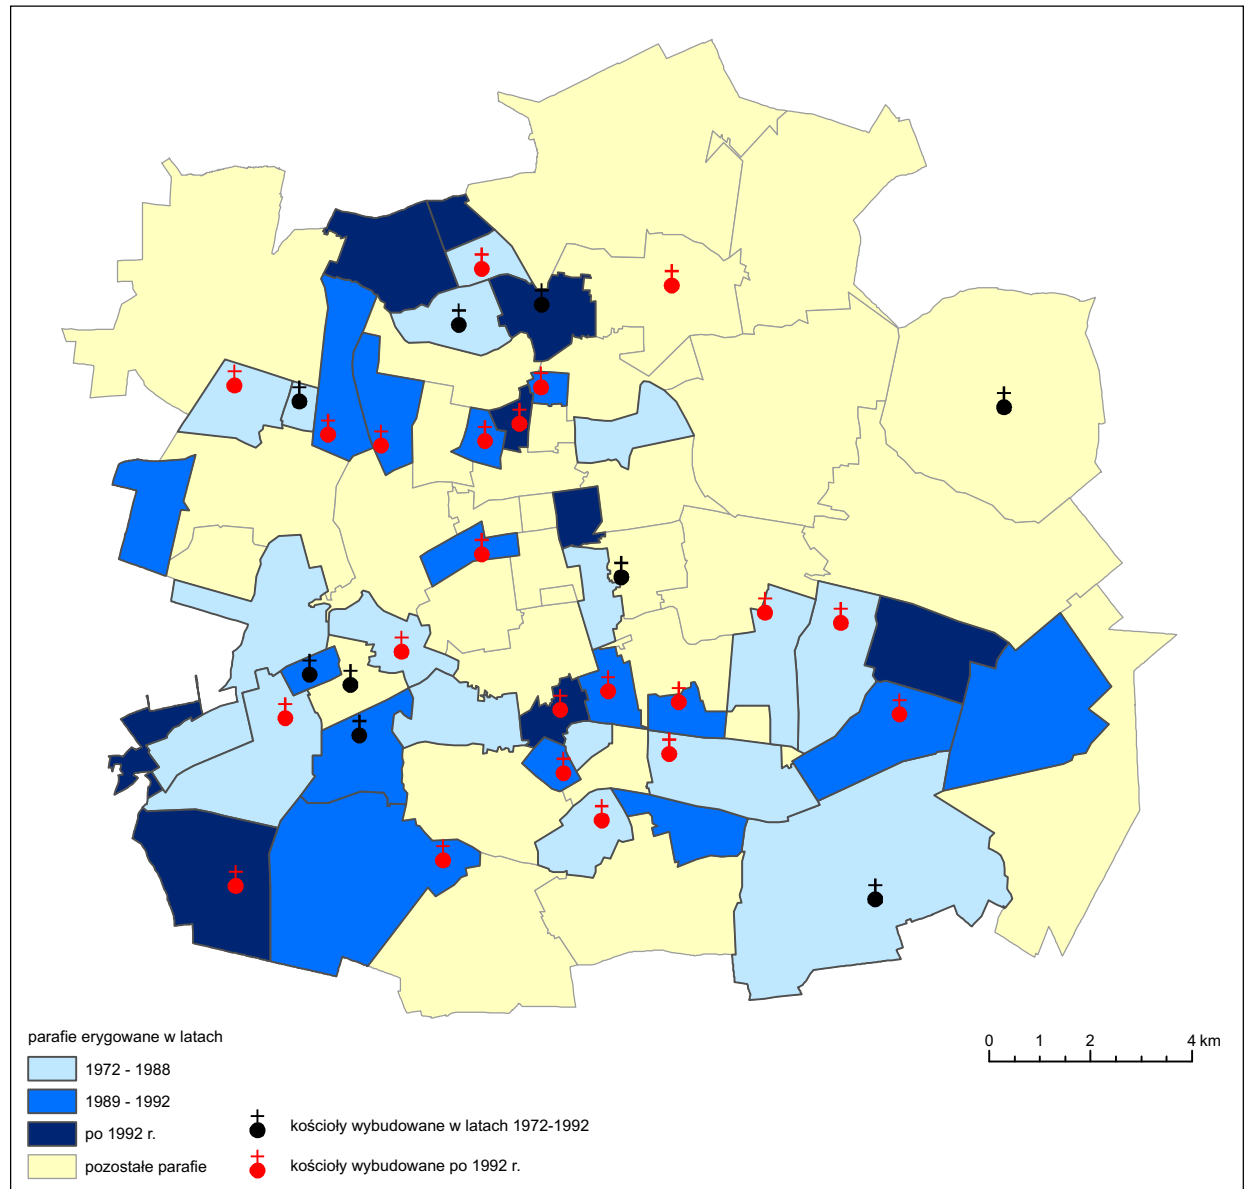 parafie erygowane w latach
1972 - 1988
1989 - 1992
po 1992 r.
pozostałe parafie
kościoły wybudowane w latach 1972-1992
kościoły wybudowane po 1992 r.
0 1 2 4 km